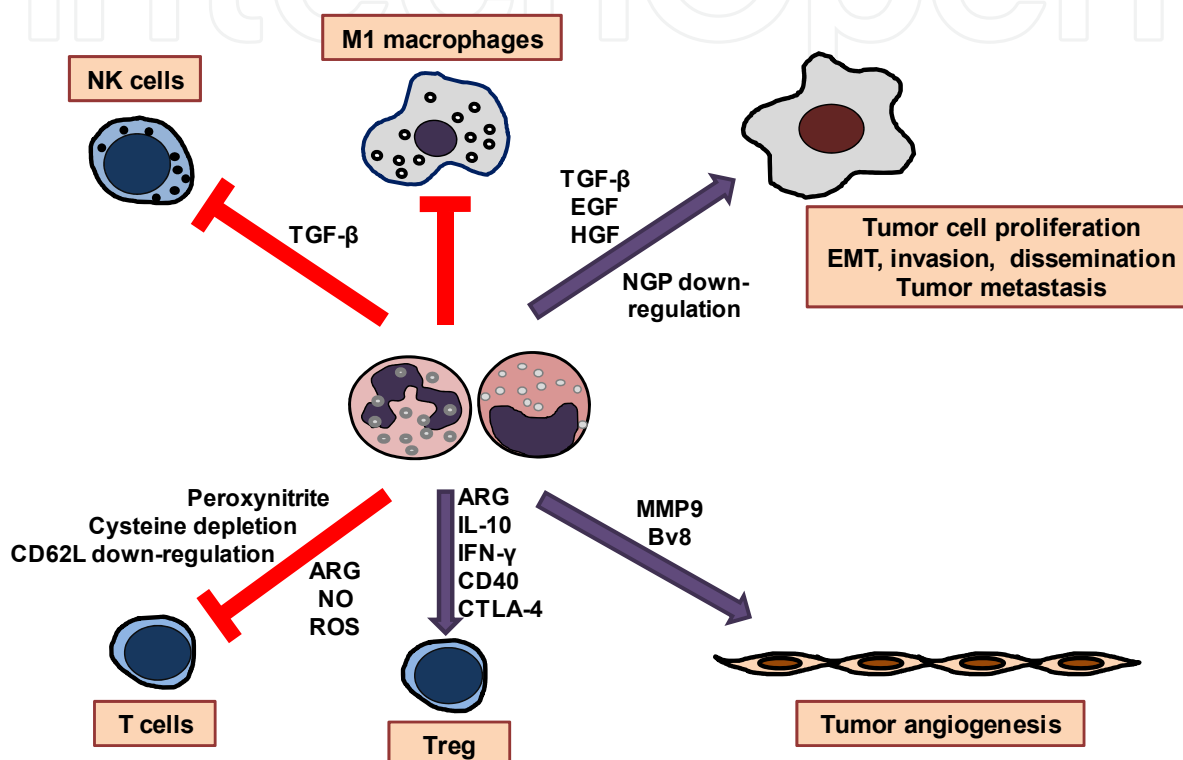 intechopen
M1 macrophages
NK cells
TGF-β
TGF-β
EGF
HGF
NGP down-
regulation
Tumor cell proliferation
EMT, invasion, dissemination
Tumor metastasis
Peroxynitrite
Cysteine depletion
CD62L down-regulation
ARG
NO
ROS
ARG
IL-10
IFN-γ
CD40
CTLA-4
MMP9
Bv8
T cells
Treg
Tumor angiogenesis